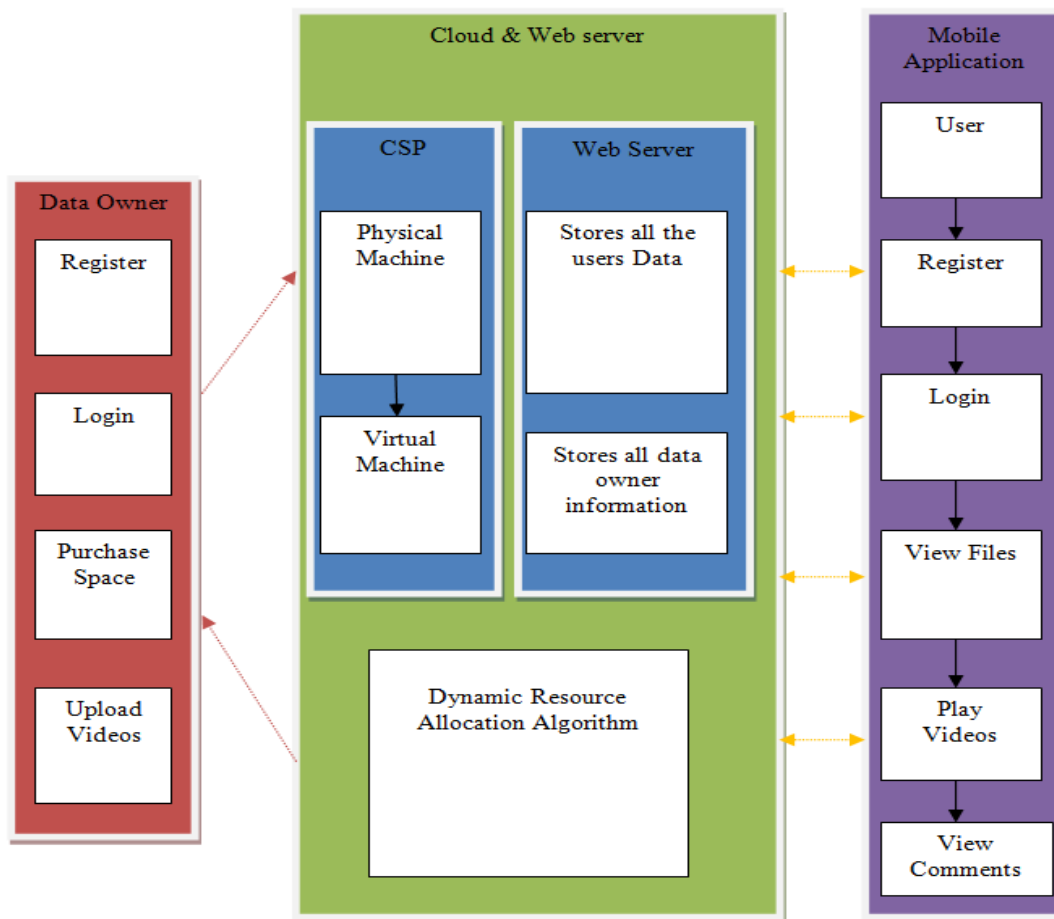 Data Owner
Register
Login
Purchase
Space
Upload
Videos
Cloud & Web server
CSP
Physical
Machine
Virtual
Machine
Web Server
Stores all the
users Data
Stores all data
owner
information
Dynamic Resource
Allocation Algorithm
Mobile
Application
User
Register
Login
View Files
Play
Videos
View
Comments